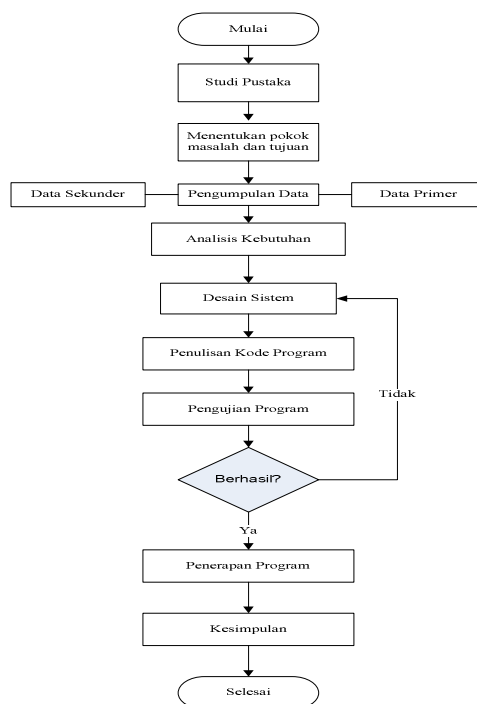 Mulai
Studi Pustaka
Menentukan pokok
masalah dan tujuan
Data Sekunder
Pengumpulan Data
Data Primer
Analisis Kebutuhan
Desain Sistem
Penulisan Kode Program
Tidak
Pengujian Program
Berhasil?
Ya
Penerapan Program
Kesimpulan
Selesai